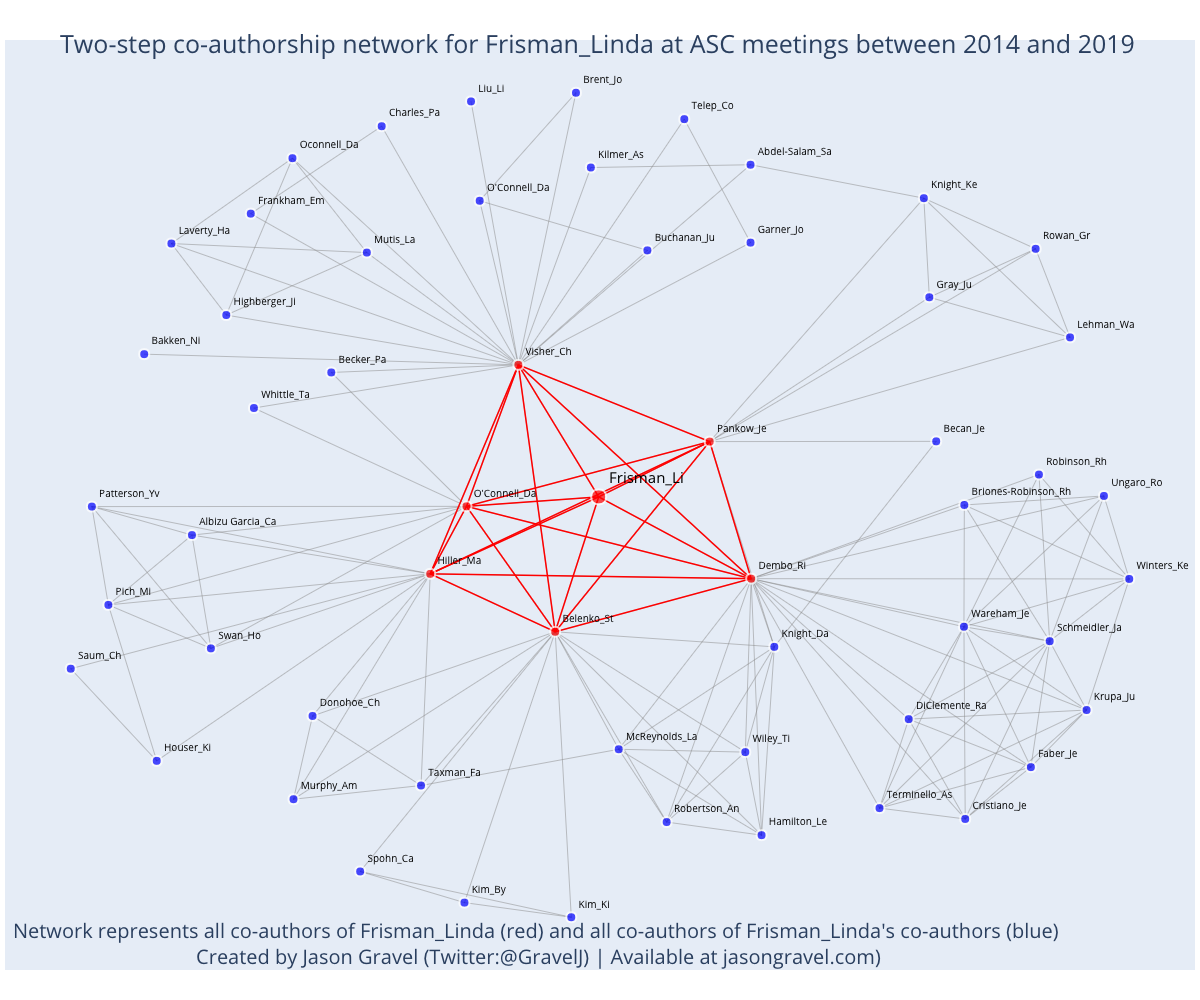 Two-step co-authorship network for Frisman_Linda at ASC meetings between 2014 and 2019
Brent_Jo
Liu_Li
Telep_Co
Charles_Pa
Oconnell_Da
Kilmer_As
Abdel-Salam_Sa
O'Connell_Da
Knight_Ke
Frankham_Em
Laverty_Ha
Mutis_La
Buchanan_Ju
Garner_Jo
Rowan_Gr
Gray_Ju
Highberger_Ji
Lehman_Wa
Bakken_Ni
Becker_Pa
Visher_Ch
Whittle_Ta
Pankow_Je
Becan_Je
Robinson_Rh
Frisman_Li
Patterson_Yv
O'Connell_Da
Briones-Robinson_Rh
Ungaro_Ro
Albizu Garcia_Ca
Hiller_Ma
Dembo_Ri
Winters_Ke
Pich_Mi
Belenko_St
Wareham_Je
Swan_Ho
Knight_Da
Schmeidler_Ja
Saum_Ch
Donohoe_Ch
DiClemente_Ra
Krupa_Ju
McReynolds_La
Wiley_Ti
Houser_Ki
Faber_Je
Taxman_Fa
Murphy_Am
Robertson_An
Terminello_As
Cristiano_Je
Hamilton_Le
Spohn_Ca
Kim_By
Kim_Ki
Network represents all co-authors of Frisman_Linda (red) and all co-authors of Frisman_Linda's co-authors (blue)
Created by Jason Gravel (Twitter:@GravelJ) | Available at jasongravel.com)